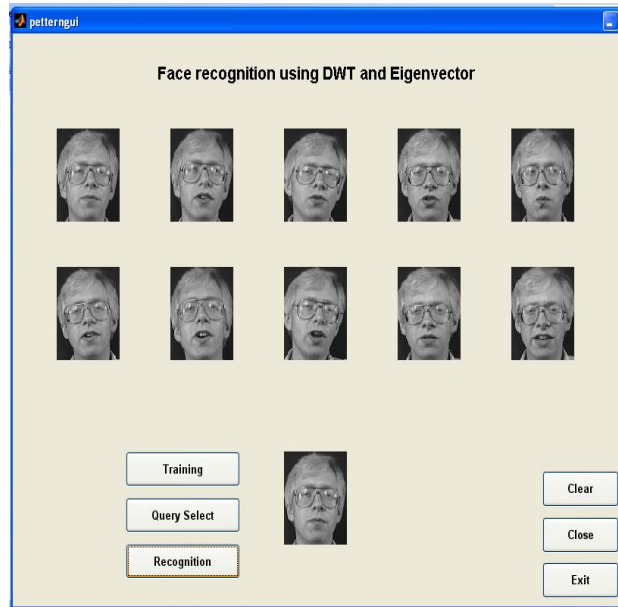 petterngui
Face recognition using DWT and Eigenvector
Training
Query Select
Recognition
Clear
Close
Exit